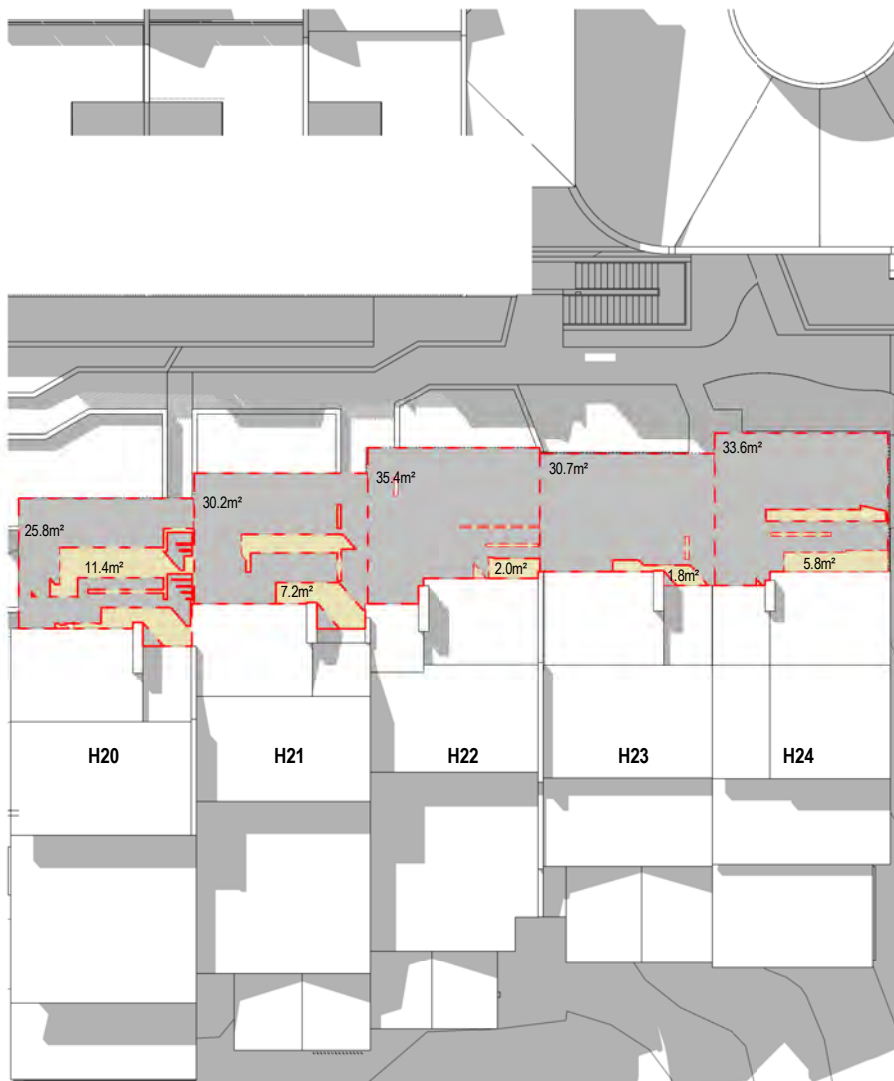 33.6m²
35.4m²
30.7m²
30.2m²
25.8m²
11.4m²
7.2m²
2.0m²
1.8m²
5.8m²
H20
H21
H22
H23
H24